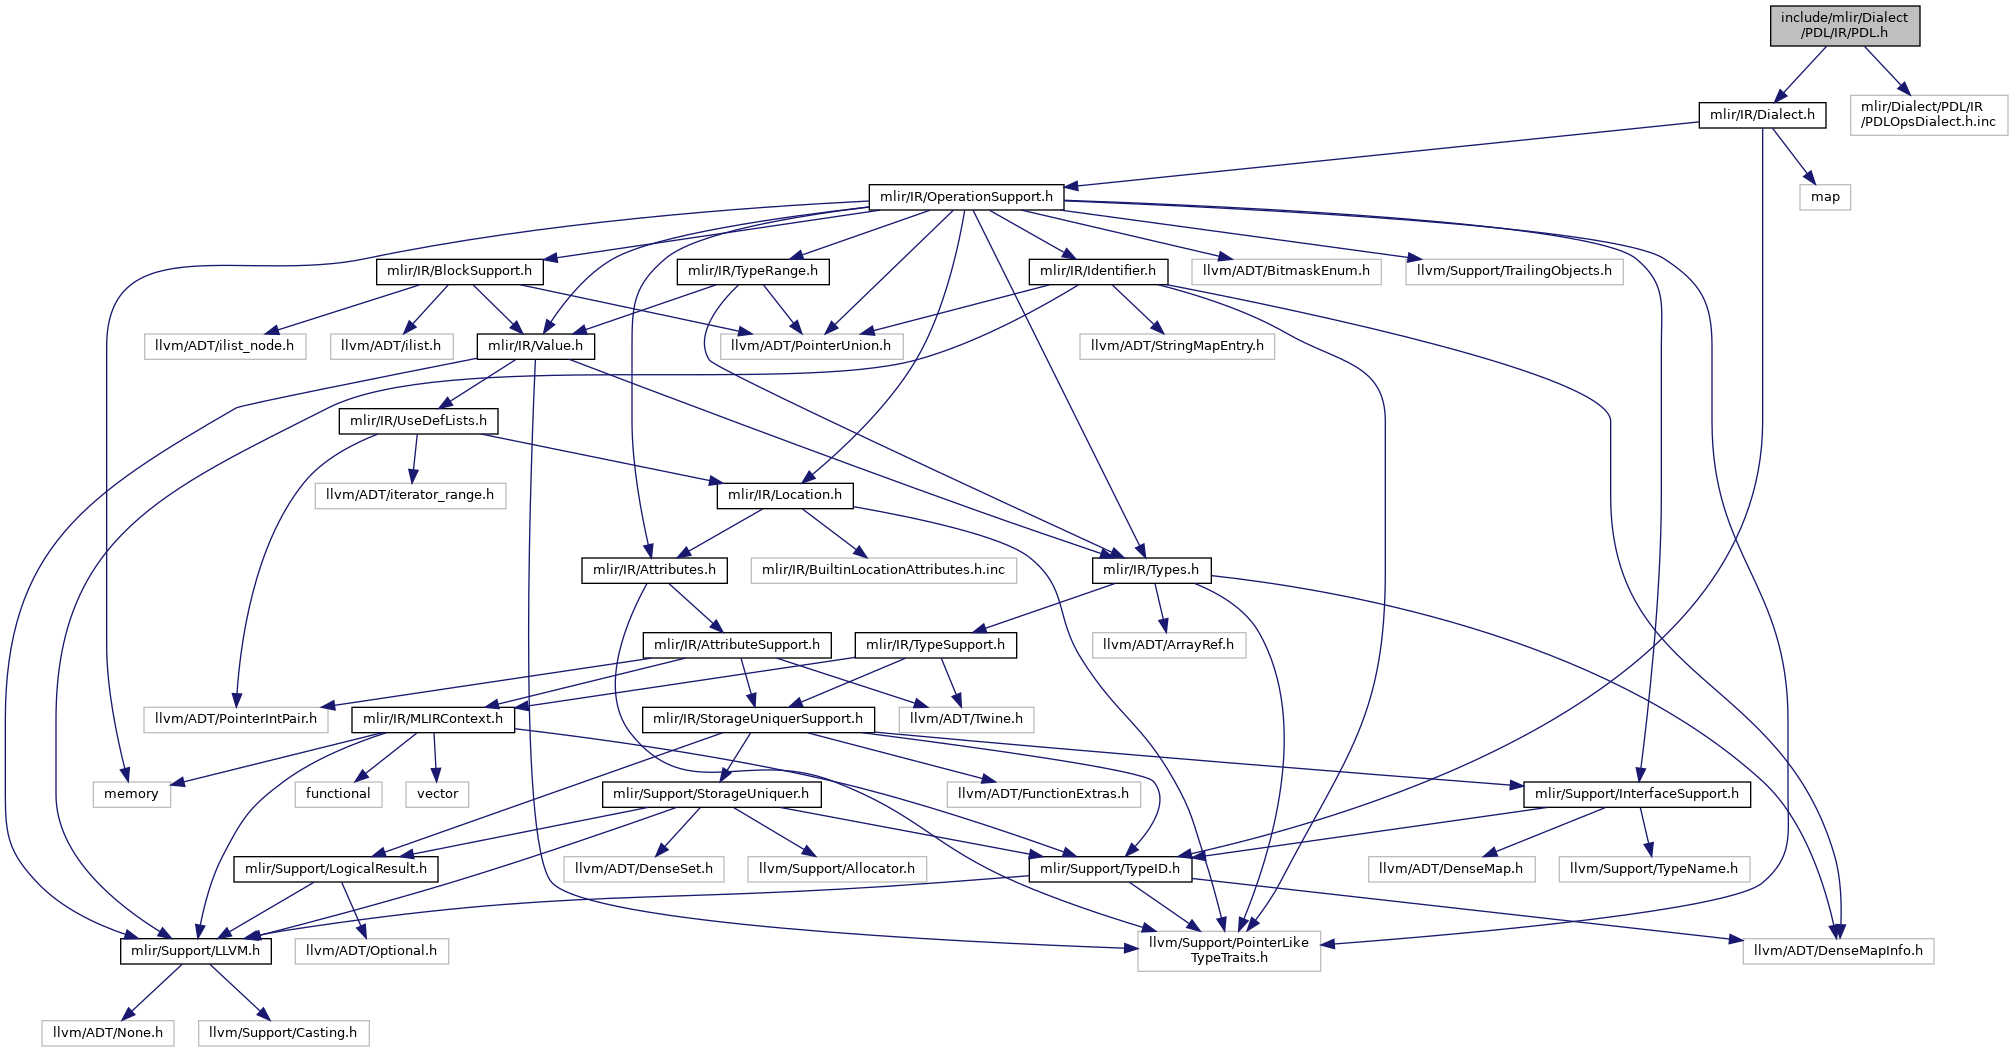 include/mlir/Dialect
/PDL/IR/PDL.h
mlir/IR/Dialect.h
mlir/Dialect/PDL/IR
/PDLOpsDialect.h.inc
mlir/IR/OperationSupport.h
map
mlir/IR/BlockSupport.h
mlir/IR/TypeRange.h
mlir/IR/Identifier.h
llvm/ADT/BitmaskEnum.h
llvm/Support/TrailingObjects.h
llvm/ADT/ilist_node.h
llvm/ADT/ilist.h
mlir/IR/Value.h
llvm/ADT/PointerUnion.h
llvm/ADT/StringMapEntry.h
mlir/IR/UseDefLists.h
llvm/ADT/iterator_range.h
mlir/IR/Location.h
mlir/IR/Attributes.h
mlir/IR/BuiltinLocationAttributes.h.inc
mlir/IR/Types.h
mlir/IR/AttributeSupport.h
mlir/IR/TypeSupport.h
llvm/ADT/ArrayRef.h
llvm/ADT/PointerIntPair.h
mlir/IR/MLIRContext.h
mlir/IR/StorageUniquerSupport.h
llvm/ADT/Twine.h
memory
functional
vector
mlir/Support/StorageUniquer.h
llvm/ADT/FunctionExtras.h
mlir/Support/InterfaceSupport.h
mlir/Support/LogicalResult.h
llvm/ADT/DenseSet.h
llvm/Support/Allocator.h
mlir/Support/TypeID.h
llvm/ADT/DenseMap.h
llvm/Support/TypeName.h
mlir/Support/LLVM.h
llvm/ADT/Optional.h
llvm/Support/PointerLike
TypeTraits.h
llvm/ADT/DenseMapInfo.h
llvm/ADT/None.h
llvm/Support/Casting.h